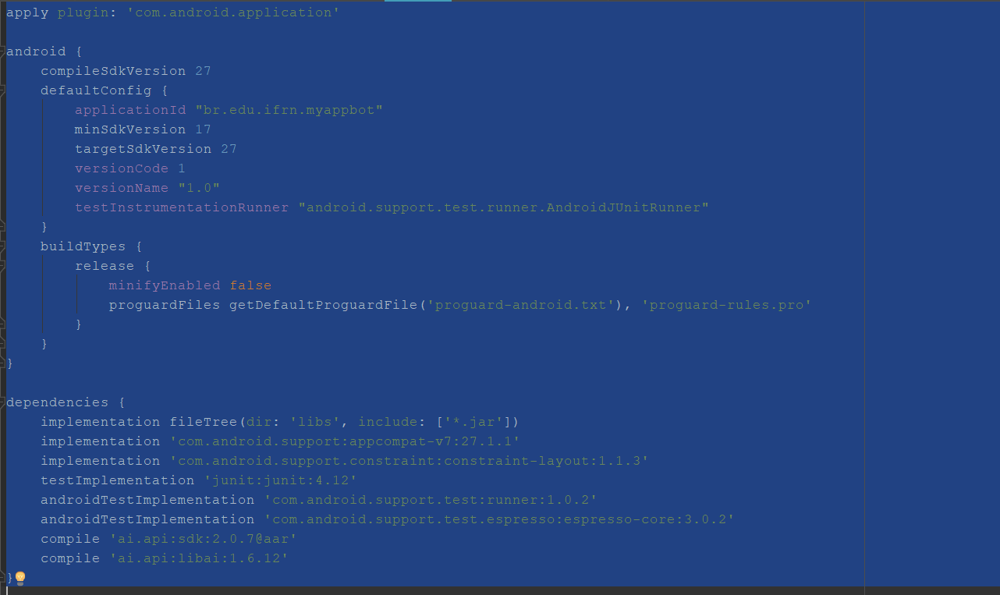 apply plugin: 'com.android.application'
android {
compileSdkVersion 27
defaultConfig {
applicationId "br.edu.ifrn.myappbot"
minSdkVersion 17
targetSdkVersion 27
versionCode 1
versionName "1.0"
testInstrumentationRunner "android.support.test.runner.AndroidJUnitRunner"
}
buildTypes {
release {
minifyEnabled false
proguardFiles getDefaultProguardFile('proguard-android.txt'), 'proguard-rules.pro'
}
}
}
dependencies {
implementation fileTree(dir: 'libs', include: ['*.jar'])
implementation 'com.android.support:appcompat-v7:27.1.1'
implementation 'com.android.support.constraint:constraint-layout:1.1.3'
testImplementation 'junit:junit:4.12'
androidTestImplementation 'com.android.support.test:runner:1.0.2'
androidTestImplementation 'com.android.support.test.espresso:espresso-core:3.0.2'
compile 'ai.api:sdk:2.0.7@aar'
compile 'ai.api:libai:1.6.12'
}